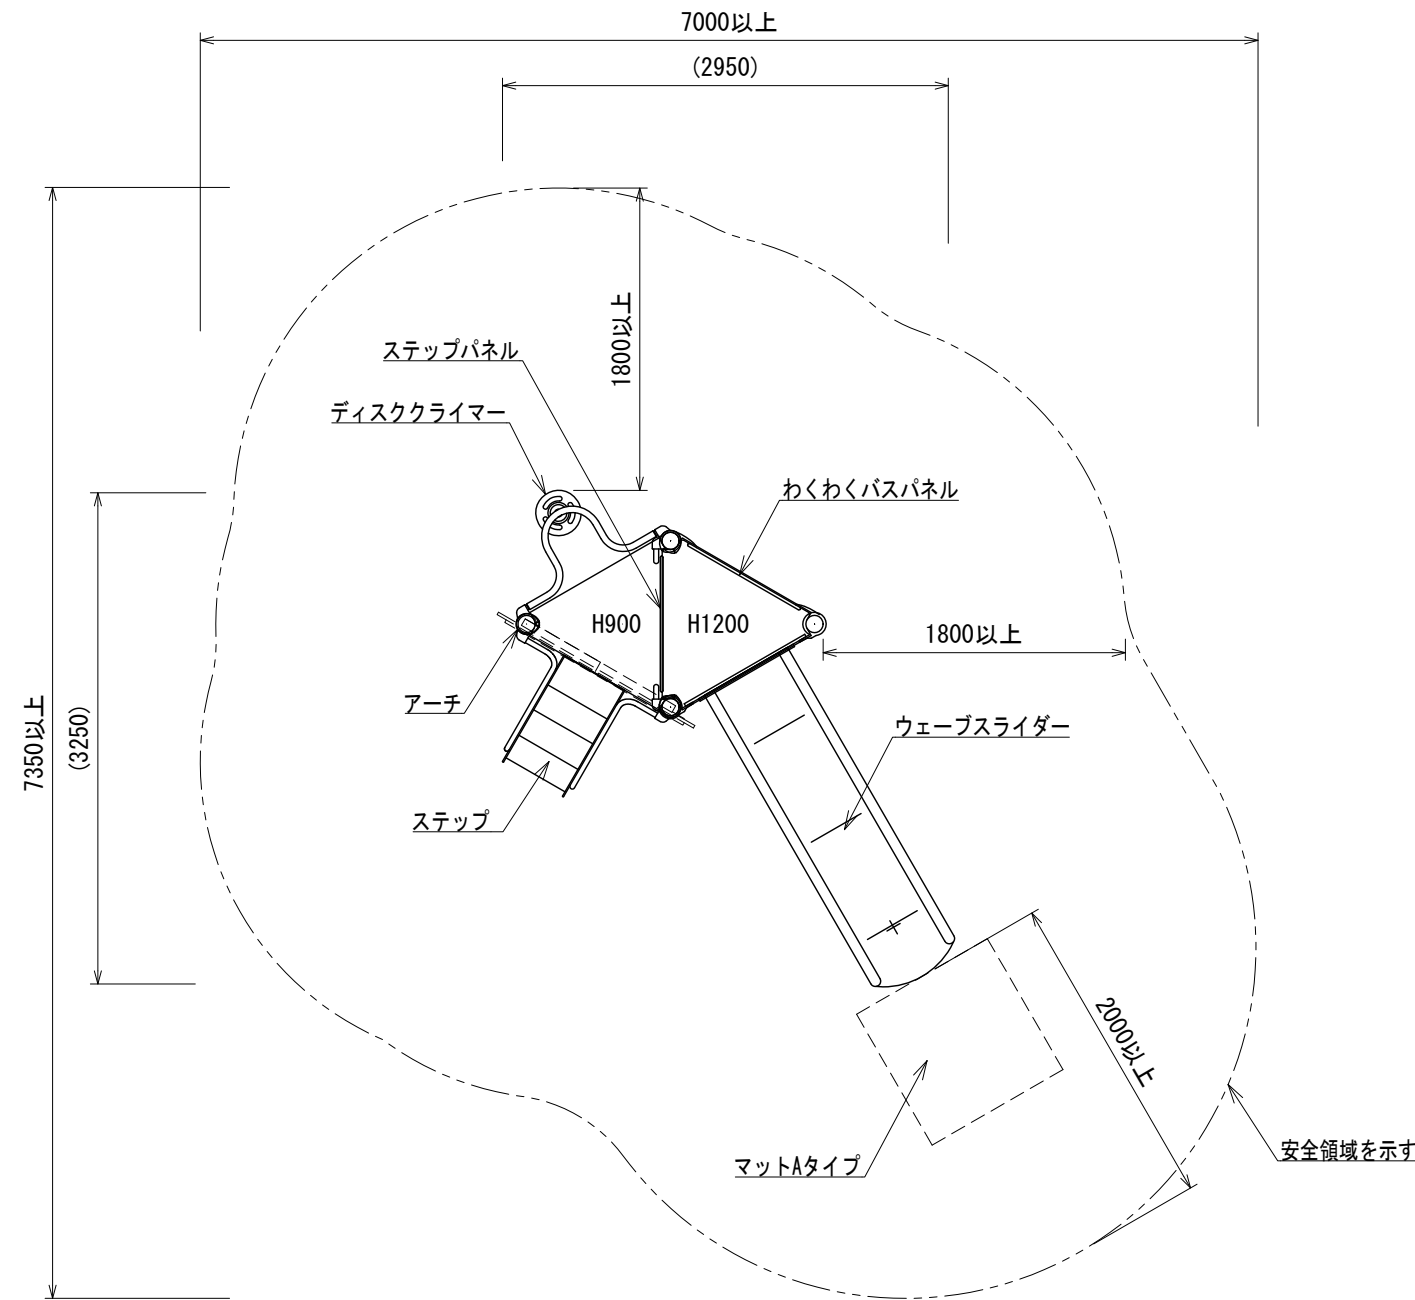 7000以上
(2950)
1800以上
ステップパネル
ディスククライマー
わくわくバスパネル
H900
H1200
1800以上
アーチ
7350以上
(3250)
ウェーブスライダー
ステップ
2000以上
マットAタイプ
安全領域を示す